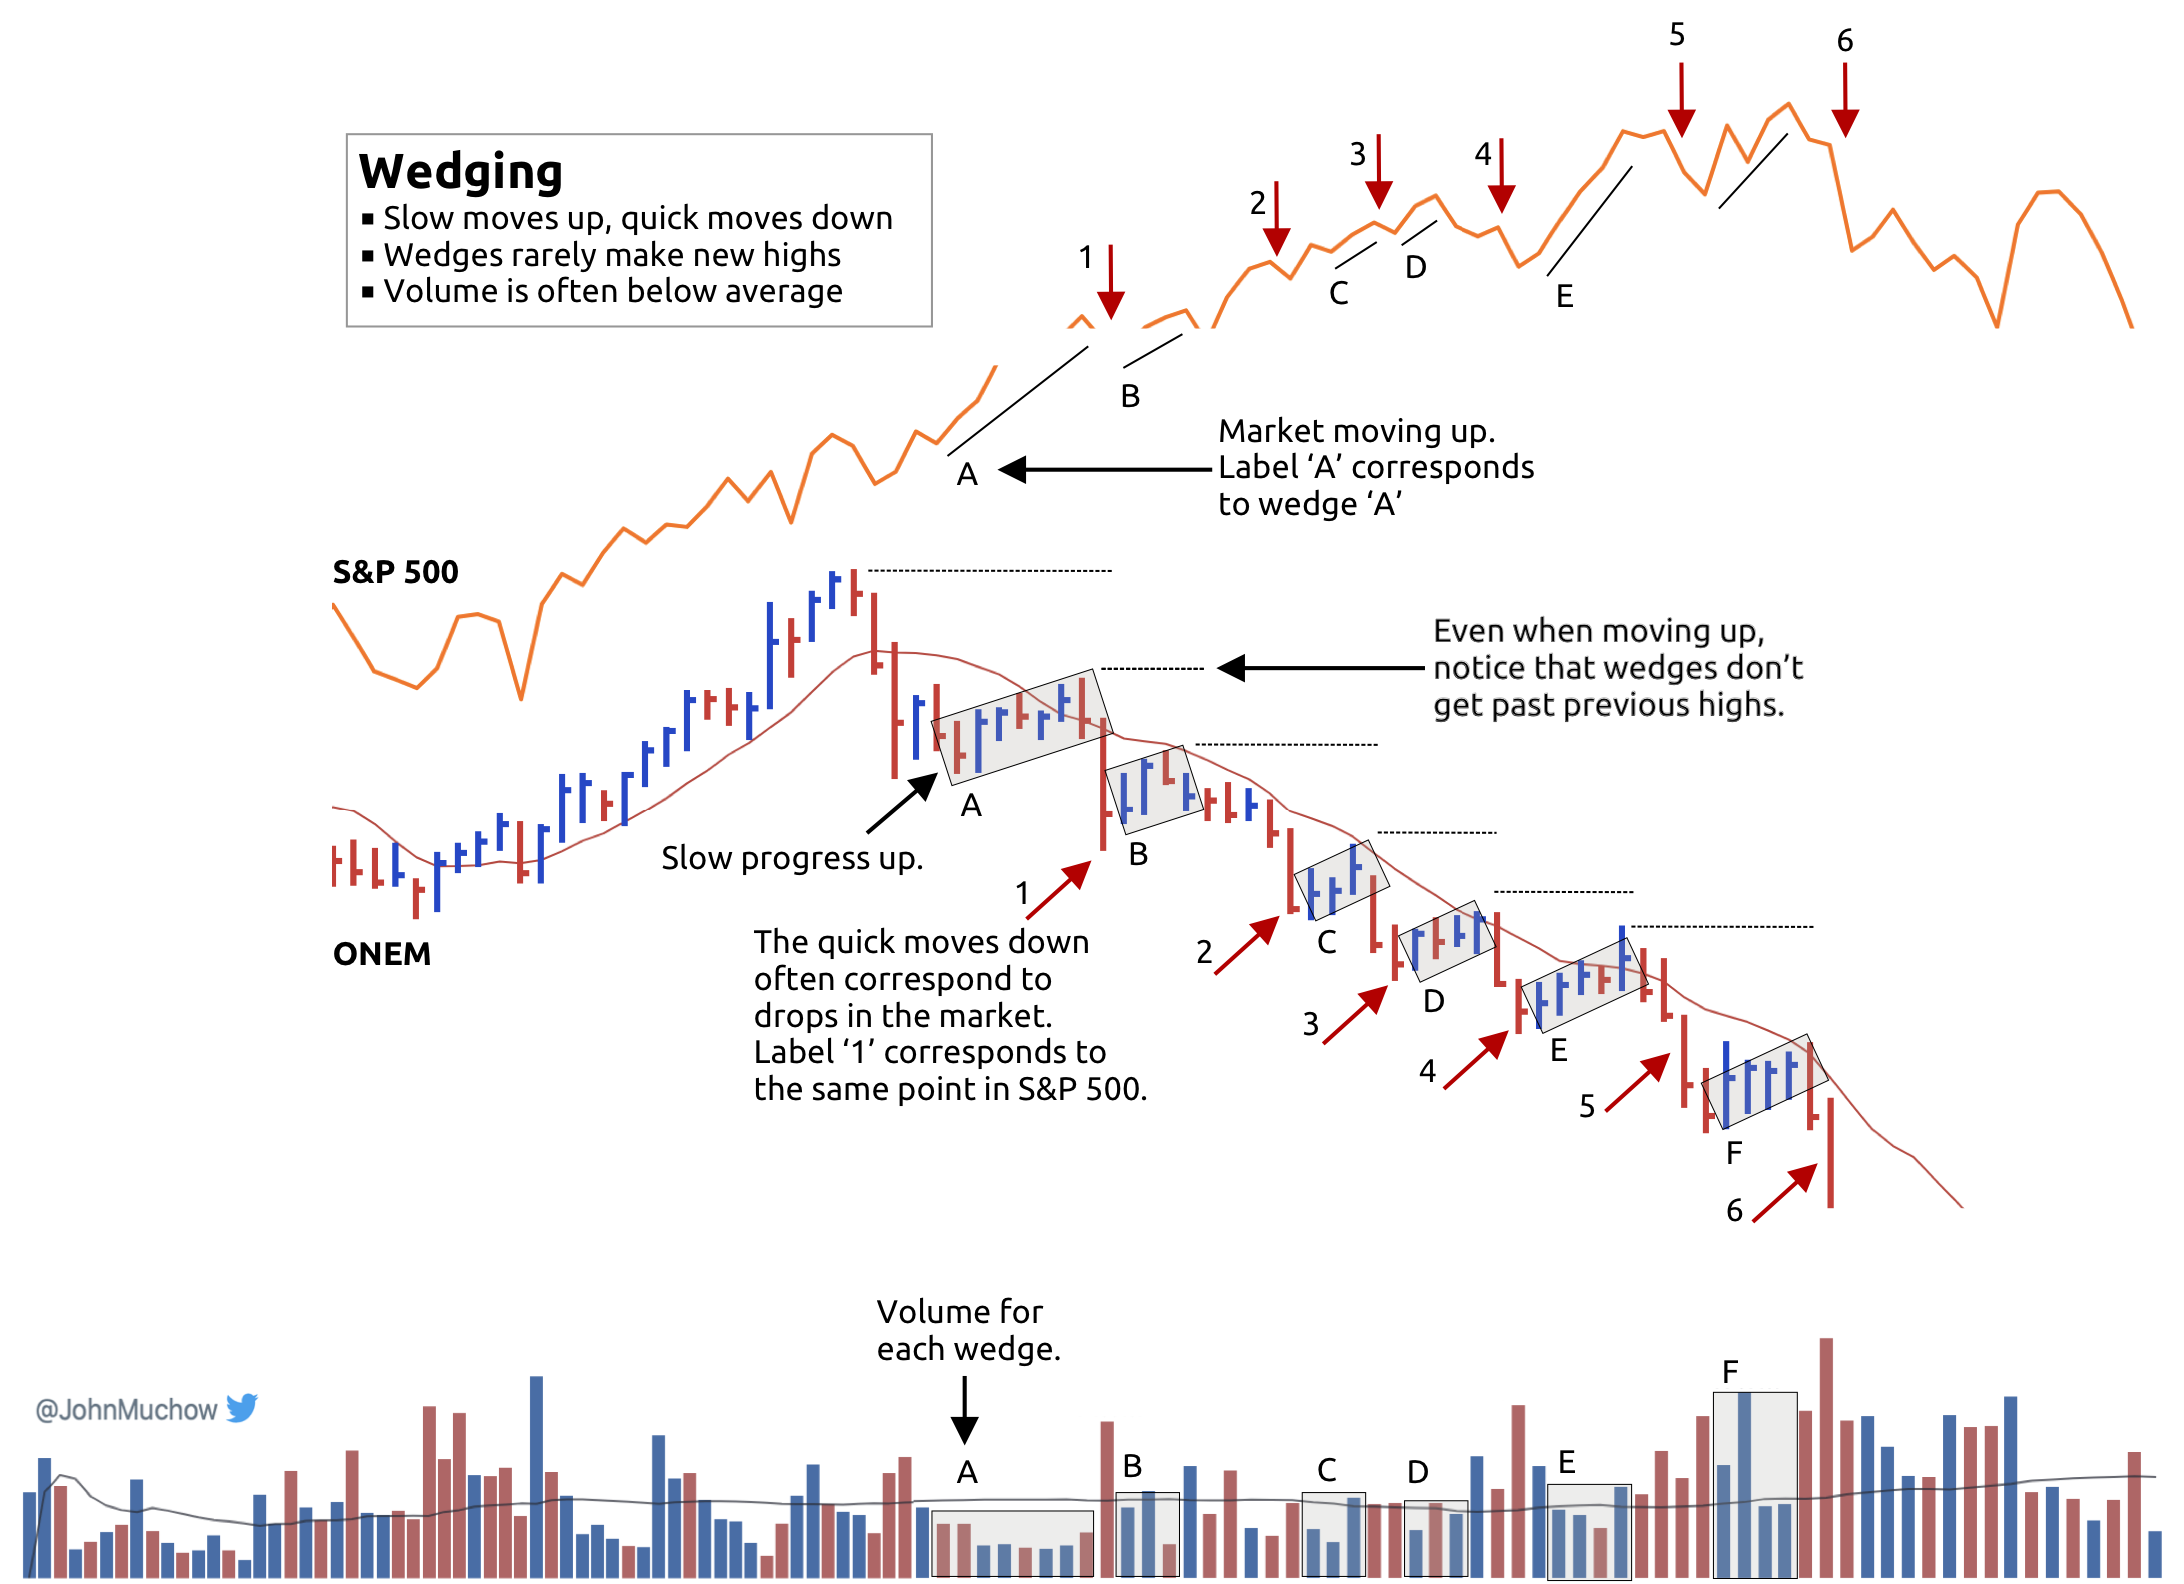 5
6
3
4
2
1
Wedging
▪ Slow moves up, quick moves down
▪ Wedges rarely make new highs
▪ Volume is often below average
D
C
E
B
Market moving up.
Label ‘A’ corresponds
to wedge ‘A’
A
S&P 500
Even when moving up,
notice that wedges don’t
get past previous highs.
A
Slow progress up.
B
1
The quick moves down
often correspond to
drops in the market.
Label ‘1’ corresponds to
the same point in S&P 500.
ONEM
2
C
3
D
4
E
5
F
6
Volume for
each wedge.
@JohnMuchow
A
B
C
D
E
F